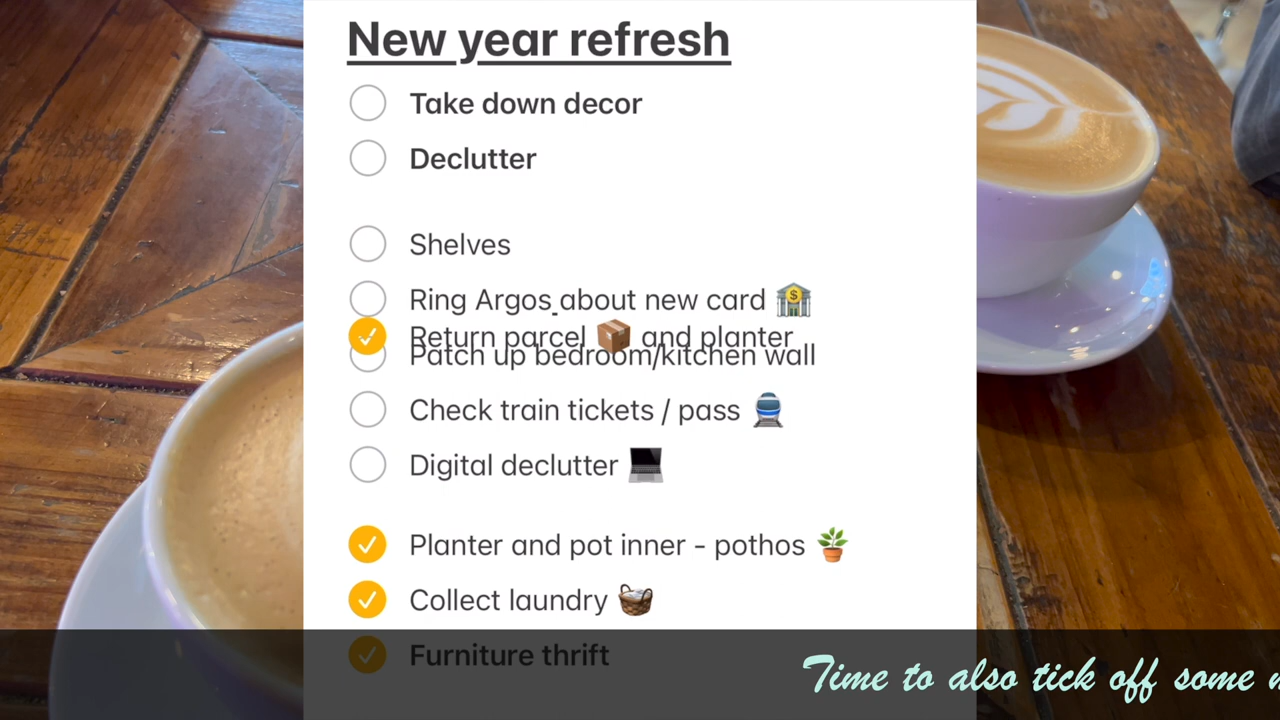 New year refresh
Take down decor
Declutter
Shelves
Ring Argos about new card
Return parcel 📦 and planter
Patch up bedroom/kitchen wall
Check train tickets / pass
Digital declutter
Planter and pot inner - pothos
Collect laundry
Furniture thrift
Time to also tick off some